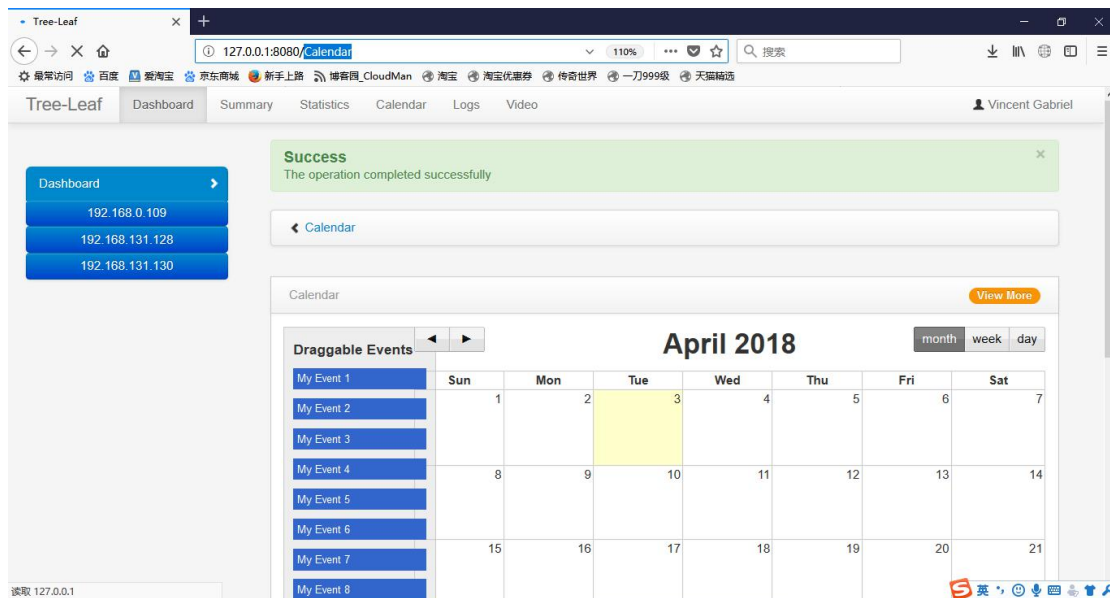 Tree-Leaf
127.0.0.1:8080/Calendar
110%
搜索
最常访问 百度 爱淘宝 京东商城 新手上路 博客园_CloudMan 淘宝 淘宝优惠券 传奇世界 一刀999级 天猫精选
Tree-Leaf Dashboard Summary Statistics Calendar Logs Video Vincent Gabriel
Success
The operation completed successfully
Dashboard
192.168.0.109
192.168.131.128
192.168.131.130
Calendar
Calendar
View More
Draggable Events
My Event 1
My Event 2
My Event 3
My Event 4
My Event 5
My Event 6
My Event 7
My Event 8
April 2018
month week day
Sun Mon Tue Wed Thu Fri Sat
1 2 3 4 5 6 7
8 9 10 11 12 13 14
15 16 17 18 19 20 21
读取 127.0.0.1
英